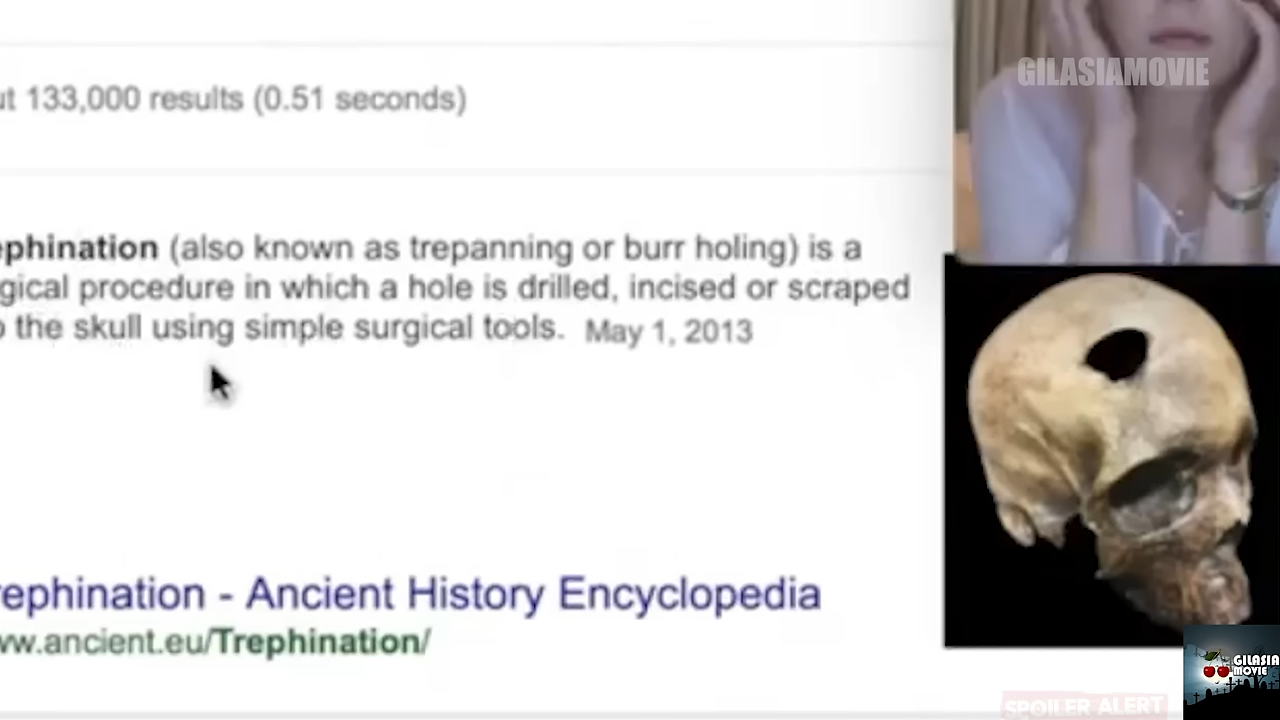 ut 133,000 results (0.51 seconds)
GILASIAMOVIE
ephination (also known as trepanning or burr holing) is a
gical procedure in which a hole is drilled, incised or scraped
o the skull using simple surgical tools. May 1, 2013
rephination - Ancient History Encyclopedia
ww.ancient.eu/Trephination/
GILASIA
MOVIE
SPOILER ALERT